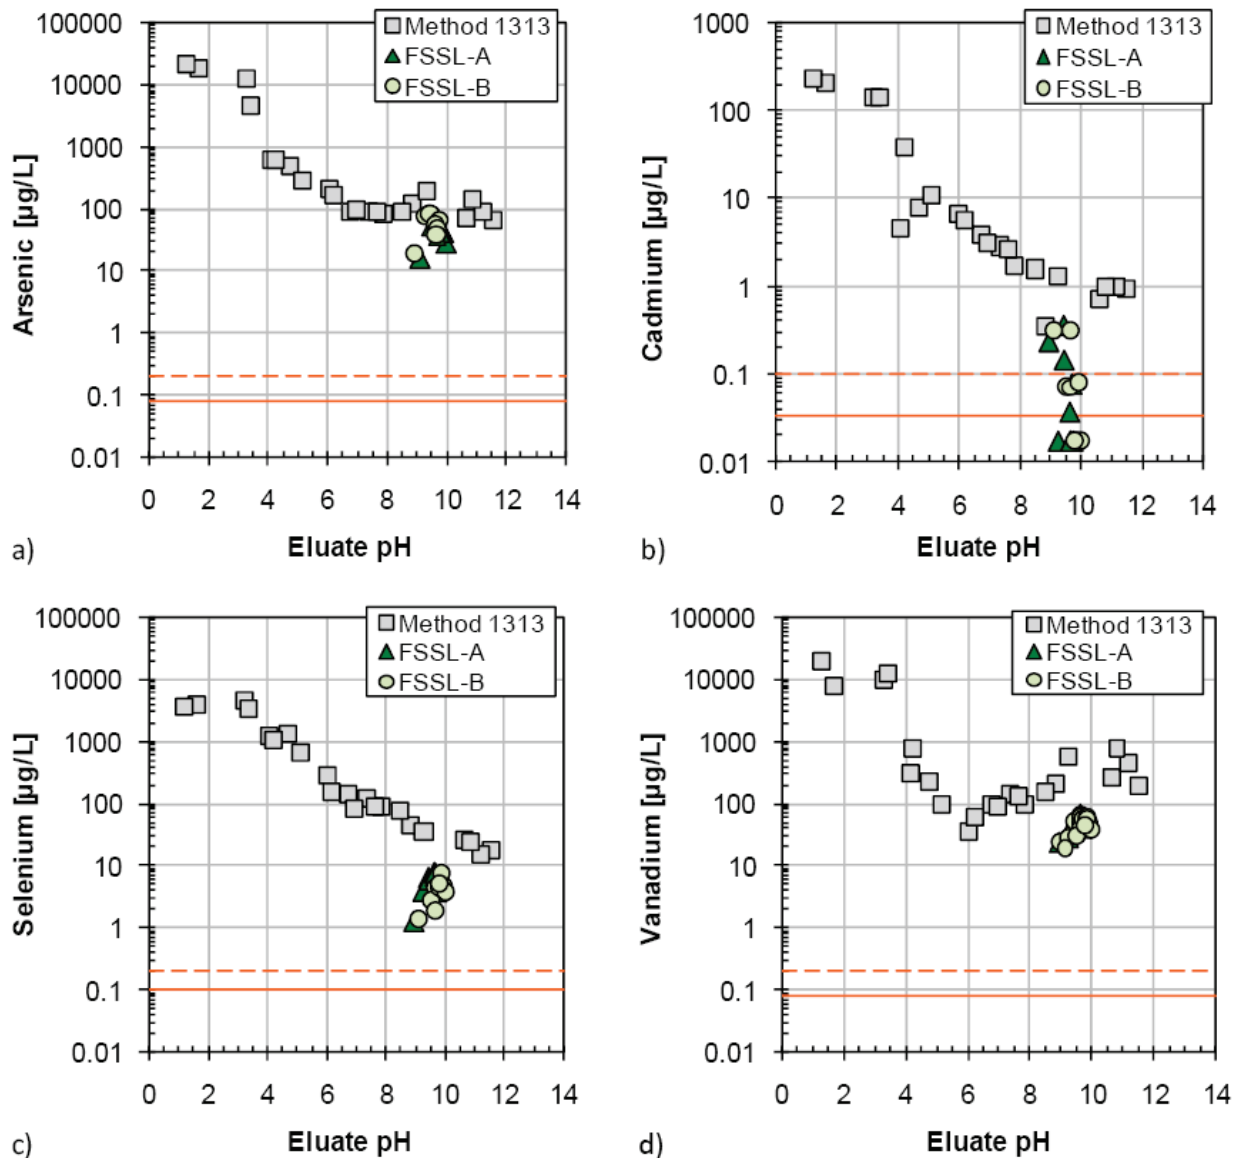 Arsenic [µg/L]
100000
10000
1000
100
10
1
0.1
0.01
Method 1313
FSSL-A
FSSL-B
0 2 4 6 8 10 12 14
Eluate pH
a)
Cadmium [µg/L]
1000
100
10
1
0.1
0.01
Method 1313
FSSL-A
FSSL-B
0 2 4 6 8 10 12 14
Eluate pH
b)
Selenium [µg/L]
100000
10000
1000
100
10
1
0.1
0.01
Method 1313
FSSL-A
FSSL-B
0 2 4 6 8 10 12 14
Eluate pH
c)
Vanadium [µg/L]
100000
10000
1000
100
10
1
0.1
0.01
Method 1313
FSSL-A
FSSL-B
0 2 4 6 8 10 12 14
Eluate pH
d)